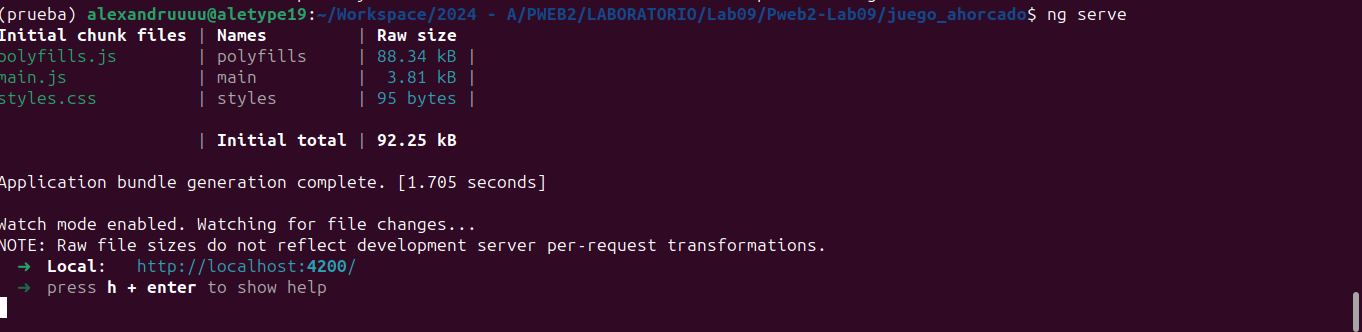 (prueba) alexandruuuu@aletype19:~/Workspace/2024 - A/PWEB2/LABORATORIO/Lab09/Pweb2-Lab09/juego_ahorcado$ ng serve
Initial chunk files | Names         | Raw size
polyfills.js        | polyfills     | 88.34 kB |
main.js             | main          |  3.81 kB |
styles.css          | styles        | 95 bytes |
                    | Initial total | 92.25 kB
Application bundle generation complete. [1.705 seconds]
Watch mode enabled. Watching for file changes...
NOTE: Raw file sizes do not reflect development server per-request transformations.
  ➜  Local:   http://localhost:4200/
  ➜  press h + enter to show help